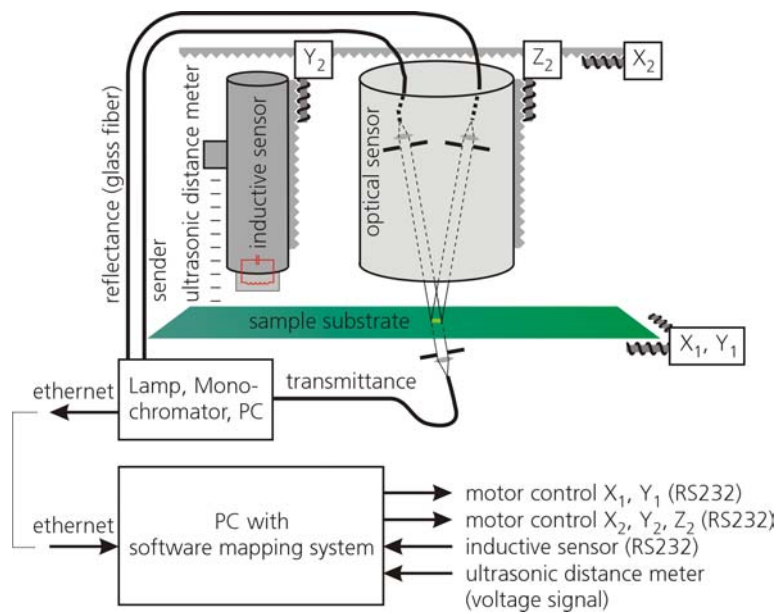 Y2
Z2
X2
reflectance (glass fiber)
sender
ultrasonic distance meter
inductive sensor
optical sensor
sample substrate
X1, Y1
ethernet
Lamp, Mono-
chromator, PC
transmittance
ethernet
PC with
software mapping system
motor control X1, Y1 (RS232)
motor control X2, Y2, Z2 (RS232)
inductive sensor (RS232)
ultrasonic distance meter
(voltage signal)